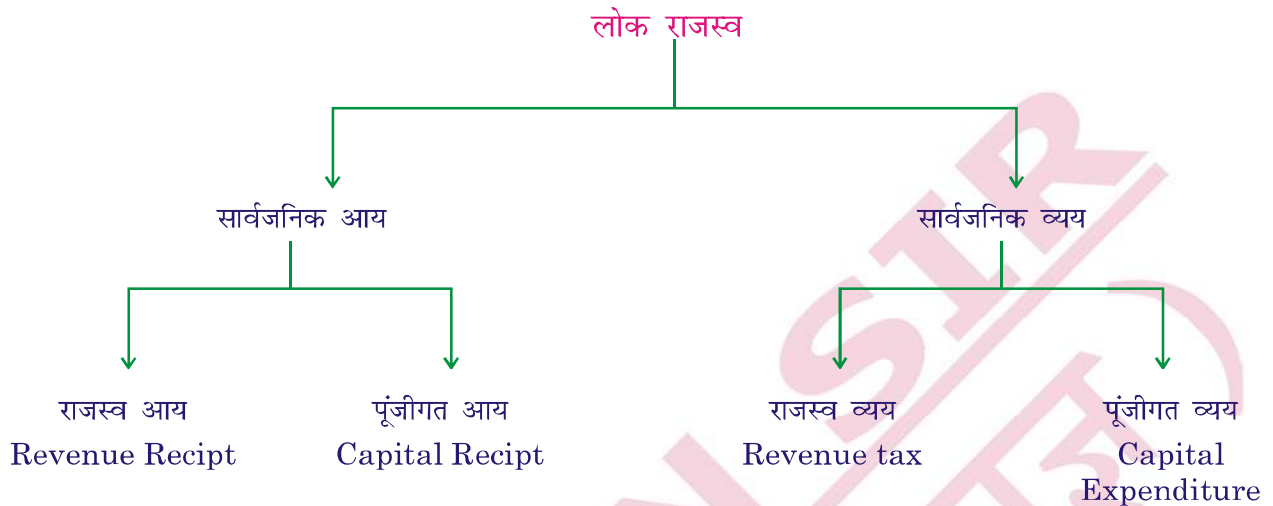 लोक राजस्व
सार्वजनिक आय
सार्वजनिक व्यय
राजस्व आय
Revenue Recipt
पूंजीगत आय
Capital Recipt
राजस्व व्यय
Revenue tax
पूंजीगत व्यय
Capital
Expenditure
SIR